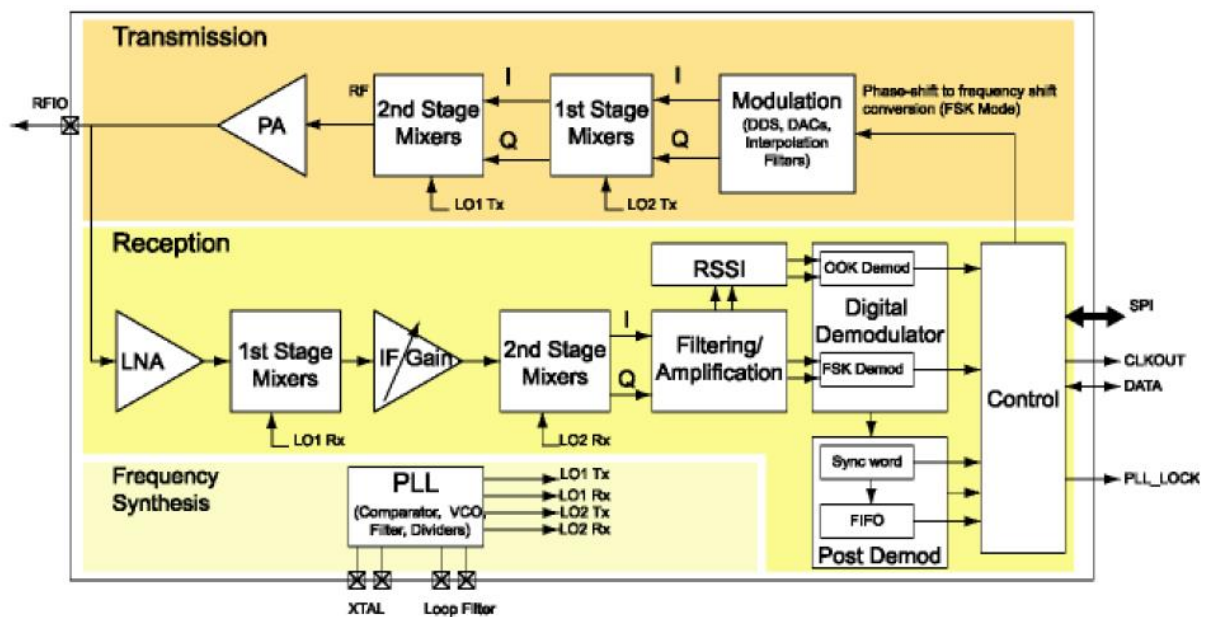 Transmission
RFIO
PA
RF
2nd Stage
Mixers
I
Q
LO1 Tx
1st Stage
Mixers
I
Q
LO2 Tx
Modulation
(DDS, DACs,
Interpolation
Filters)
Phase-shift to frequency shift
conversion (FSK Mode)
Reception
LNA
1st Stage
Mixers
LO1 Rx
IF Gain
2nd Stage
Mixers
LO2 Rx
I
Q
RSSI
Filtering/
Amplification
OOK Demod
Digital
Demodulator
FSK Demod
Sync word
FIFO
Post Demod
Control
SPI
CLKOUT
DATA
PLL_LOCK
Frequency
Synthesis
PLL
(Comparator, VCO,
Filter, Dividers)
LO1 Tx
LO1 Rx
LO2 Tx
LO2 Rx
XTAL
Loop Filter